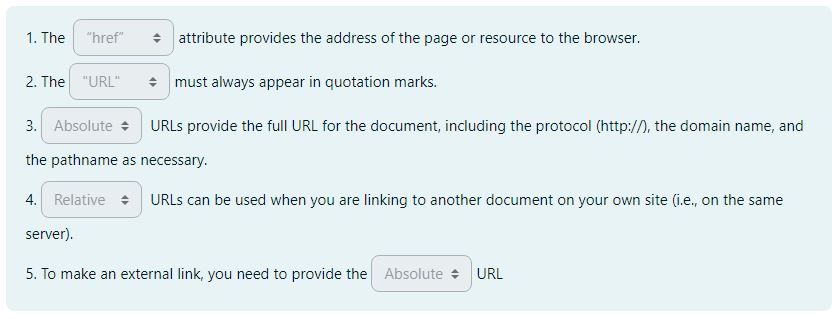 1. The "href" attribute provides the address of the page or resource to the browser.
2. The "URL" must always appear in quotation marks.
3. Absolute URLs provide the full URL for the document, including the protocol (http://), the domain name, and
the pathname as necessary.
4. Relative URLs can be used when you are linking to another document on your own site (i.e., on the same
server).
5. To make an external link, you need to provide the Absolute URL